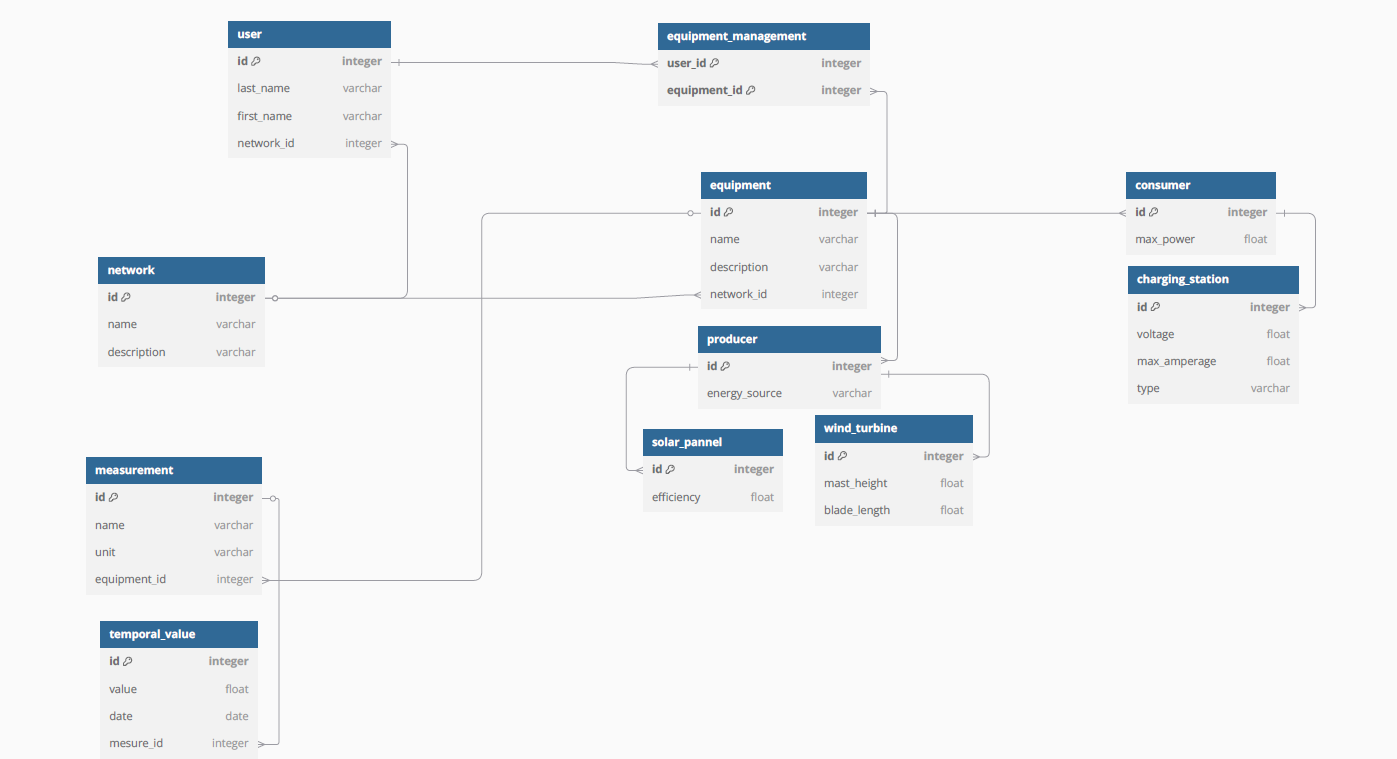 user
id integer
last_name varchar
first_name varchar
network_id integer
equipment_management
user_id integer
equipment_id integer
equipment
id integer
name varchar
description varchar
network_id integer
consumer
id integer
max_power float
charging_station
id integer
voltage float
max_amperage float
type varchar
network
id integer
name varchar
description varchar
producer
id integer
energy_source varchar
solar_pannel
id integer
efficiency float
wind_turbine
id integer
mast_height float
blade_length float
measurement
id integer
name varchar
unit varchar
equipment_id integer
temporal_value
id integer
value float
date date
mesure_id integer